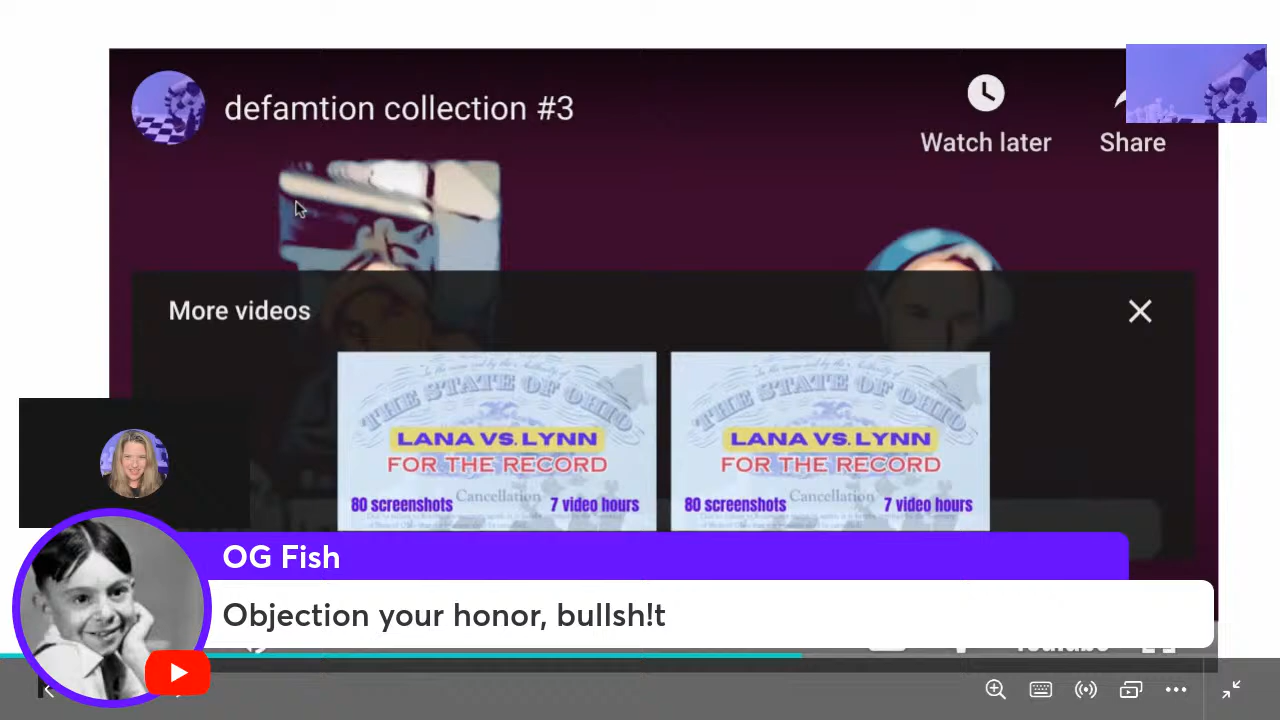 defamtion collection #3
Watch later
Share
More videos
THE STATE OF OHIO
LANA VS. LYNN
FOR THE RECORD
Cancellation
80 screenshots
7 video hours
THE STATE OF OHIO
LANA VS. LYNN
FOR THE RECORD
Cancellation
80 screenshots
7 video hours
OG Fish
Objection your honor, bullsh!t
YouTube